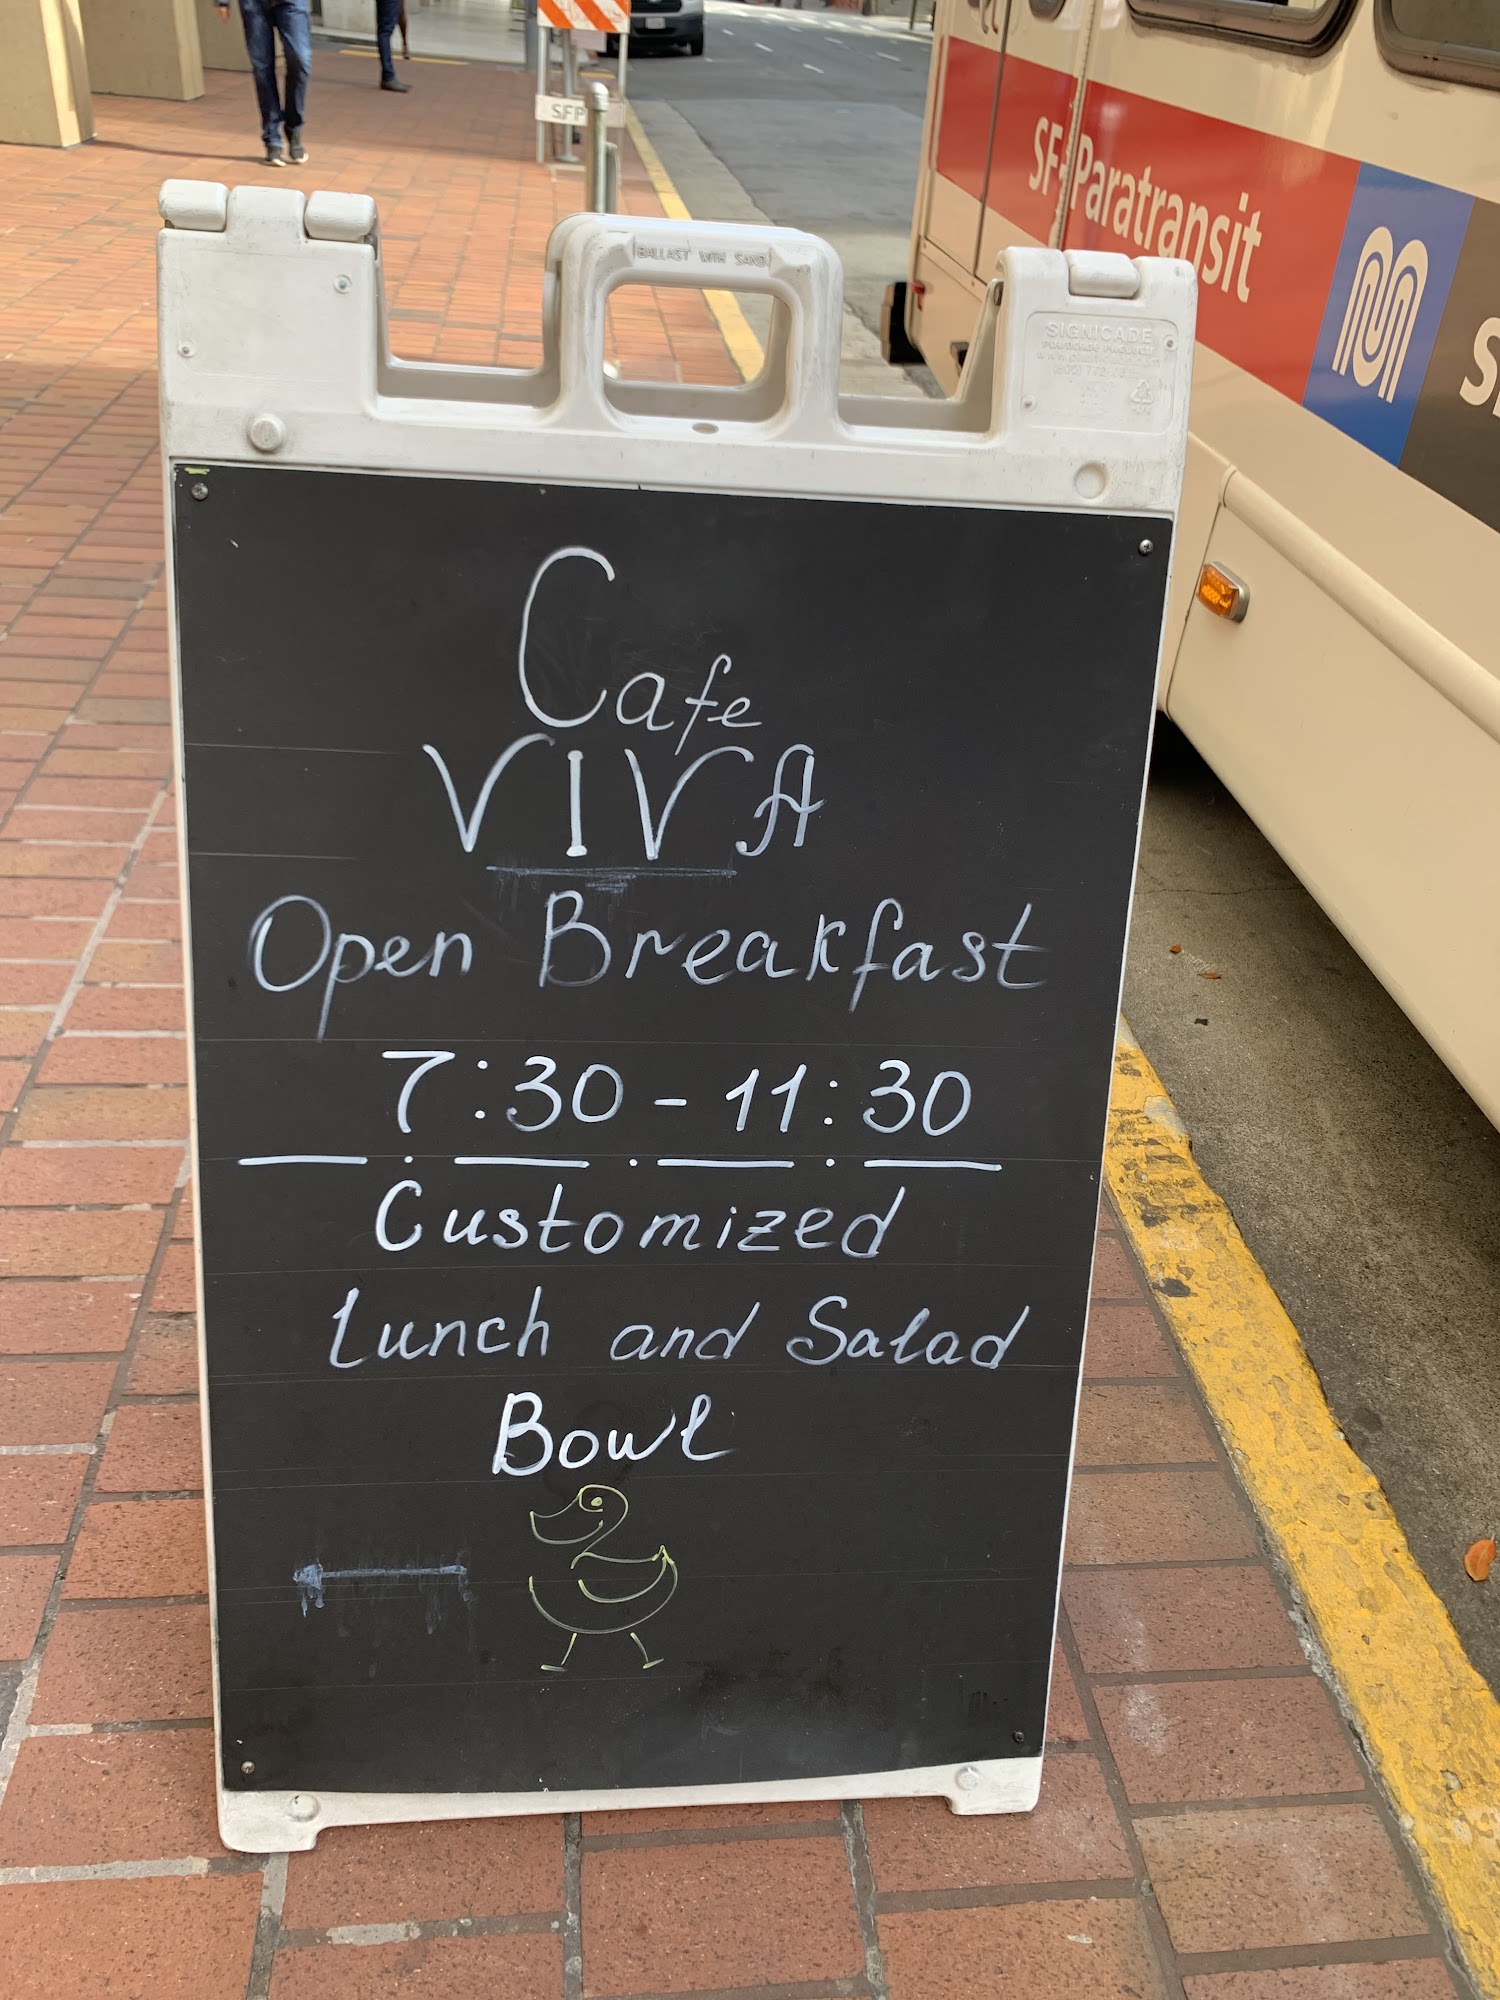 SFP
SF Paratransit
BALLAST WITH SAND
SIGNICADE
Cafe
VIVA
Open Breakfast
7:30 - 11:30
Customized
Lunch and Salad
Bowl